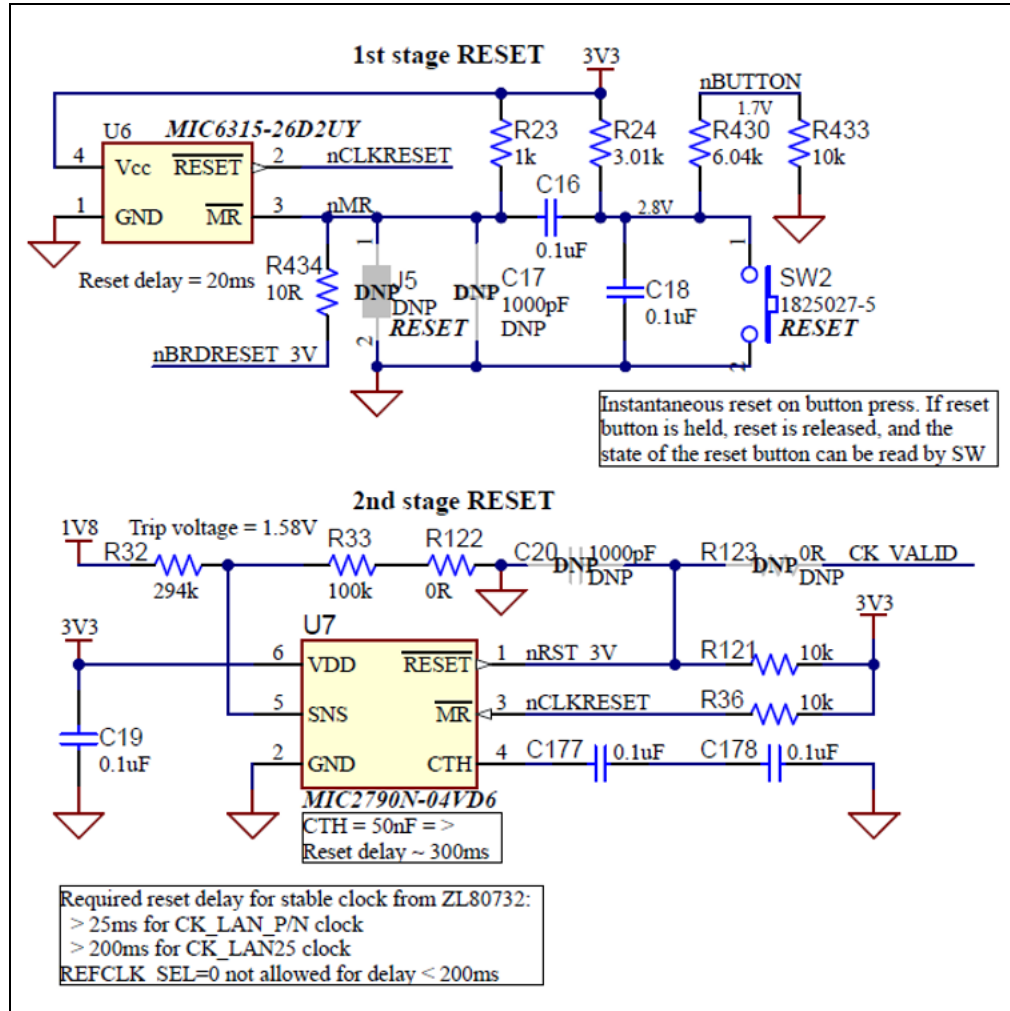 1st stage RESET
3V3
nBUTTON
1.7V
U6
MIC6315-26D2UY
R23
1k
R24
3.01k
R430
6.04k
R433
10k
4
Vcc
RESET
2
nCLKRESET
1
GND
MR
3
nMR
C16
0.1uF
2.8V
Reset delay = 20ms
R434
10R
1
J5
DNP
DNP
RESET
2
DNP
C17
1000pF
DNP
C18
0.1uF
1
SW2
1825027-5
RESET
2
nBRDRESET_3V
Instantaneous reset on button press. If reset
button is held, reset is released, and the
state of the reset button can be read by SW
2nd stage RESET
1V8
Trip voltage = 1.58V
R32
294k
R33
100k
R122
0R
C20
1000pF
DNP
DNP
R123
0R
DNP
DNP
CK_VALID
3V3
U7
3V3
6
VDD
RESET
1
nRST_3V
R121
10k
5
SNS
MR
3
nCLKRESET
R36
10k
C19
0.1uF
2
GND
CTH
4
C177
0.1uF
C178
0.1uF
MIC2790N-04VD6
CTH = 50nF = >
Reset delay ~ 300ms
Required reset delay for stable clock from ZL80732:
> 25ms for CK_LAN_P/N clock
> 200ms for CK_LAN25 clock
REFCLK_SEL=0 not allowed for delay < 200ms